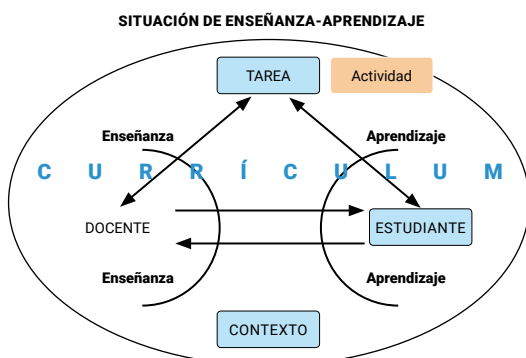 SITUACIÓN DE ENSEÑANZA-APRENDIZAJE
TAREA
Actividad
Enseñanza
Aprendizaje
C U R R Í C U L U M
DOCENTE
ESTUDIANTE
Enseñanza
Aprendizaje
CONTEXTO